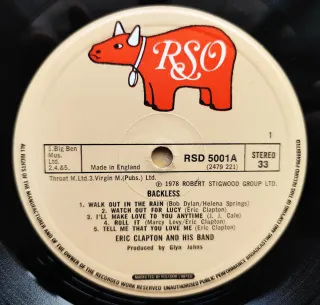 RSO
1
1.Big Ben
Mus.
Ltd.
2.4.&5.
Made in England
RSD 5001A
(2479 221)
STEREO
33
Throat M.Ltd.3.Virgin M.(Pubs.) Ltd.
℗ 1978 ROBERT STIGWOOD GROUP LTD.
BACKLESS
1. WALK OUT IN THE RAIN (Bob Dylan/Helena Springs)
2. WATCH OUT FOR LUCY (Eric Clapton)
3. I'LL MAKE LOVE TO YOU ANYTIME (J. J. Cale)
4. ROLL IT (Marcy Levy/Eric Clapton)
5. TELL ME THAT YOU LOVE ME (Eric Clapton)
ERIC CLAPTON AND HIS BAND
Produced by Glyn Johns
ALL RIGHTS OF THE MANUFACTURER AND OF THE OWNER OF THE RECORDED WORK RESERVED UNAUTHORISED PUBLIC PERFORMANCE BROADCASTING AND COPYING OF THIS RECORD PROHIBITED